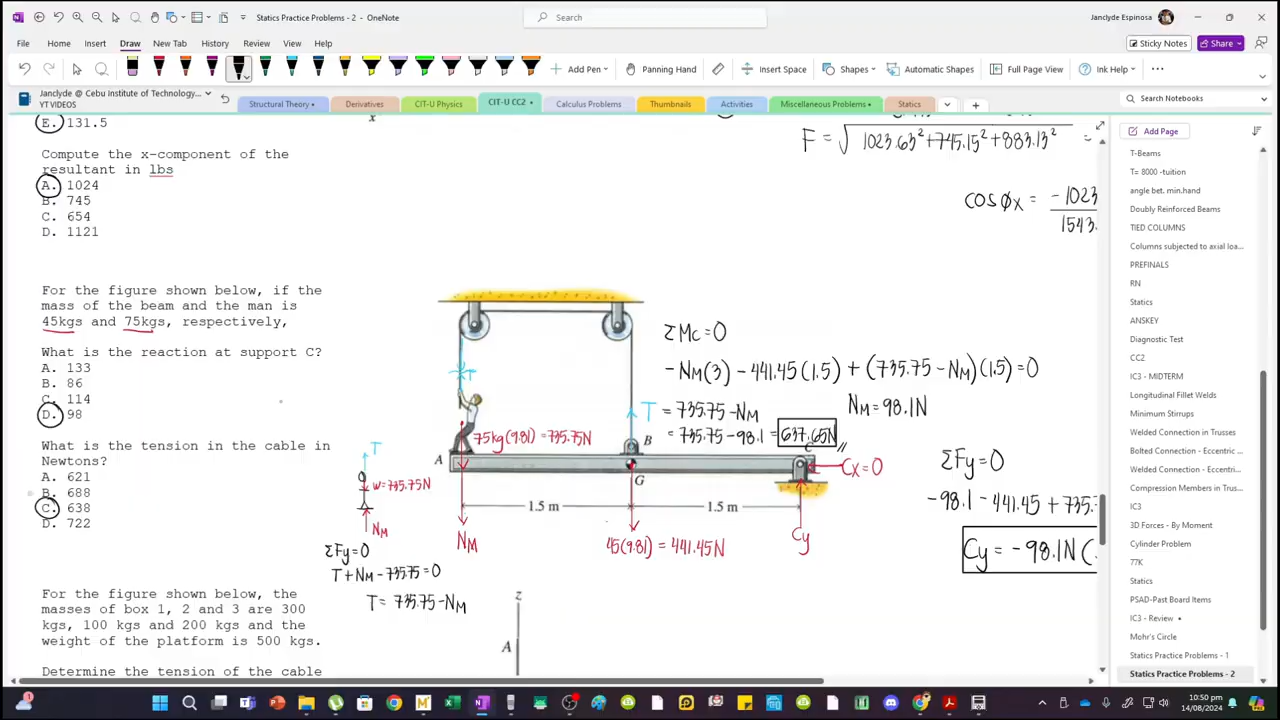 Statics Practice Problems - 2 - OneNote
Search
Janclyde Espinosa
File Home Insert Draw New Tab History Review View Help
Sticky Notes
Share
Add Pen
Panning Hand
Insert Space
Shapes
Automatic Shapes
Full Page View
Ink Help
Janclyde @ Cebu Institute of Technology...
YT VIDEOS
Structural Theory
Derivatives
CIT-U Physics
CIT-U CC2
Calculus Problems
Thumbnails
Activities
Miscellaneous Problems
Statics
Search Notebooks
Add Page
E. 131.5
Compute the x-component of the
resultant in lbs
A. 1024
B. 745
C. 654
D. 1121
F = √1023.63²+745.15²+883.13² =
cos φx = -1023
1543.
For the figure shown below, if the
mass of the beam and the man is
45kgs and 75kgs, respectively,
What is the reaction at support C?
A. 133
B. 86
C. 114
D. 98
What is the tension in the cable in
Newtons?
A. 621
B. 688
C. 638
D. 722
T
W=735.75N
NM
ΣFy=0
T+NM-735.75=0
T= 735.75-NM
T
75kg(9.81)=735.75N
T
A
B
C
G
1.5 m
1.5 m
NM
45(9.81) = 441.45N
Cy
Cx=0
ΣMc=0
-NM(3) -441.45(1.5) + (735.75-NM)(1.5)=0
NM=98.1N
= 735.75-NM
= 735.75-98.1 = 637.65N
ΣFy=0
-98.1 -441.45+735.
Cy = -98.1N (
For the figure shown below, the
masses of box 1, 2 and 3 are 300
kgs, 100 kgs and 200 kgs and the
weight of the platform is 500 kgs.
Determine the tension of the cable
z
A
T-Beams
T= 8000 -tuition
angle bet. min.hand
Doubly Reinforced Beams
TIED COLUMNS
Columns subjected to axial loa...
PREFINALS
RN
Statics
ANSKEY
Diagnostic Test
CC2
IC3 - MIDTERM
Longitudinal Fillet Welds
Minimum Stirrups
Welded Connection in Trusses
Bolted Connection - Eccentri...
Welded Connection - Eccentr...
Compression Members in Trus...
IC3
3D Forces - By Moment
Cylinder Problem
77K
Statics
PSAD-Past Board Items
IC3 - Review
Mohr's Circle
Statics Practice Problems - 1
Statics Practice Problems - 2
10:50 pm
14/08/2024